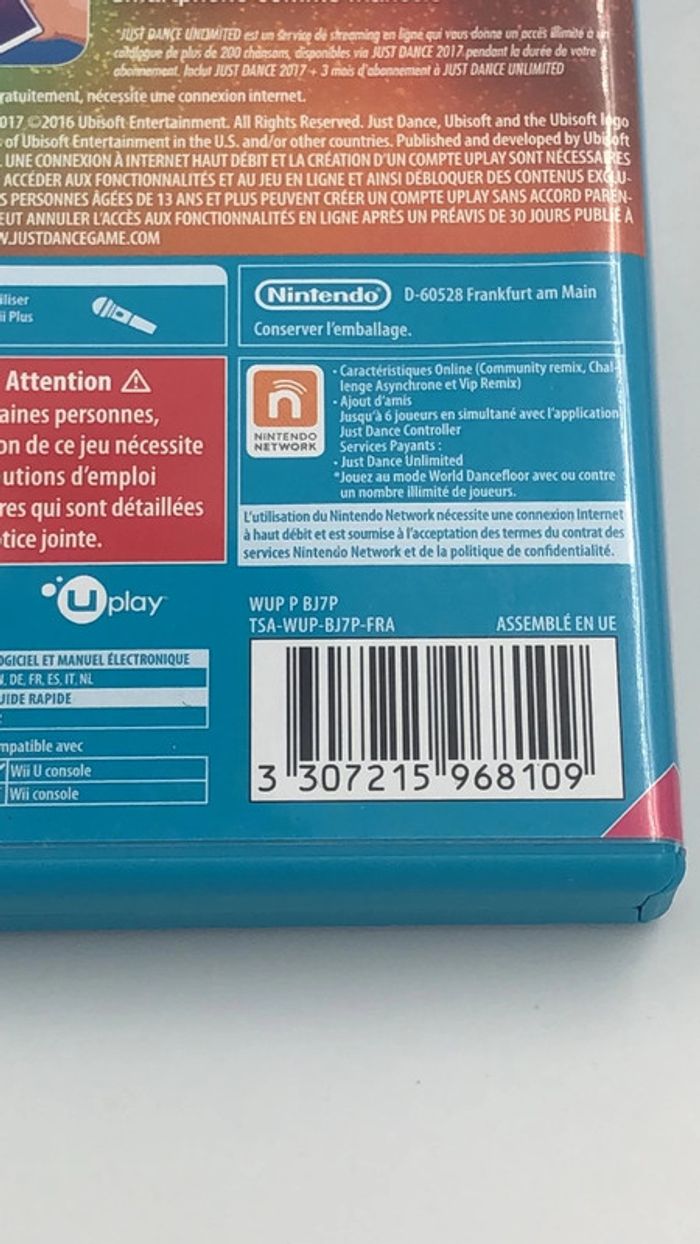 *JUST DANCE UNLIMITED est un service de streaming en ligne qui vous donne un accès illimité à un
catalogue de plus de 200 chansons, disponibles via JUST DANCE 2017 pendant la durée de votre
abonnement. Inclut JUST DANCE 2017 + 3 mois d'abonnement à JUST DANCE UNLIMITED
ratuitement, nécessite une connexion internet.
017 ©2016 Ubisoft Entertainment. All Rights Reserved. Just Dance, Ubisoft and the Ubisoft logo
of Ubisoft Entertainment in the U.S. and/or other countries. Published and developed by Ubisoft
. UNE CONNEXION À INTERNET HAUT DÉBIT ET LA CRÉATION D'UN COMPTE UPLAY SONT NÉCESSAIRES
ACCÉDER AUX FONCTIONNALITÉS ET AU JEU EN LIGNE ET AINSI DÉBLOQUER DES CONTENUS EXCLU-
S PERSONNES ÂGÉES DE 13 ANS ET PLUS PEUVENT CRÉER UN COMPTE UPLAY SANS ACCORD PAREN-
EUT ANNULER L'ACCÈS AUX FONCTIONNALITÉS EN LIGNE APRÈS UN PRÉAVIS DE 30 JOURS PUBLIÉ À
W.JUSTDANCEGAME.COM
iliser
ii Plus
Nintendo D-60528 Frankfurt am Main
Conserver l'emballage.
Attention
aines personnes,
on de ce jeu nécessite
utions d'emploi
res qui sont détaillées
tice jointe.
NINTENDO
NETWORK
· Caractéristiques Online (Community remix, Chal-
lenge Asynchrone et Vip Remix)
· Ajout d'amis
Jusqu'à 6 joueurs en simultané avec l'application
Just Dance Controller
Services Payants :
· Just Dance Unlimited
*Jouez au mode World Dancefloor avec ou contre
un nombre illimité de joueurs.
L'utilisation du Nintendo Network nécessite une connexion Internet
à haut débit et est soumise à l'acceptation des termes du contrat des
services Nintendo Network et de la politique de confidentialité.
Uplay
WUP P BJ7P
TSA-WUP-BJ7P-FRA ASSEMBLÉ EN UE
OGICIEL ET MANUEL ÉLECTRONIQUE
, DE, FR, ES, IT, NL
UIDE RAPIDE
mpatible avec
Wii U console
Wii console
3 307215 968109